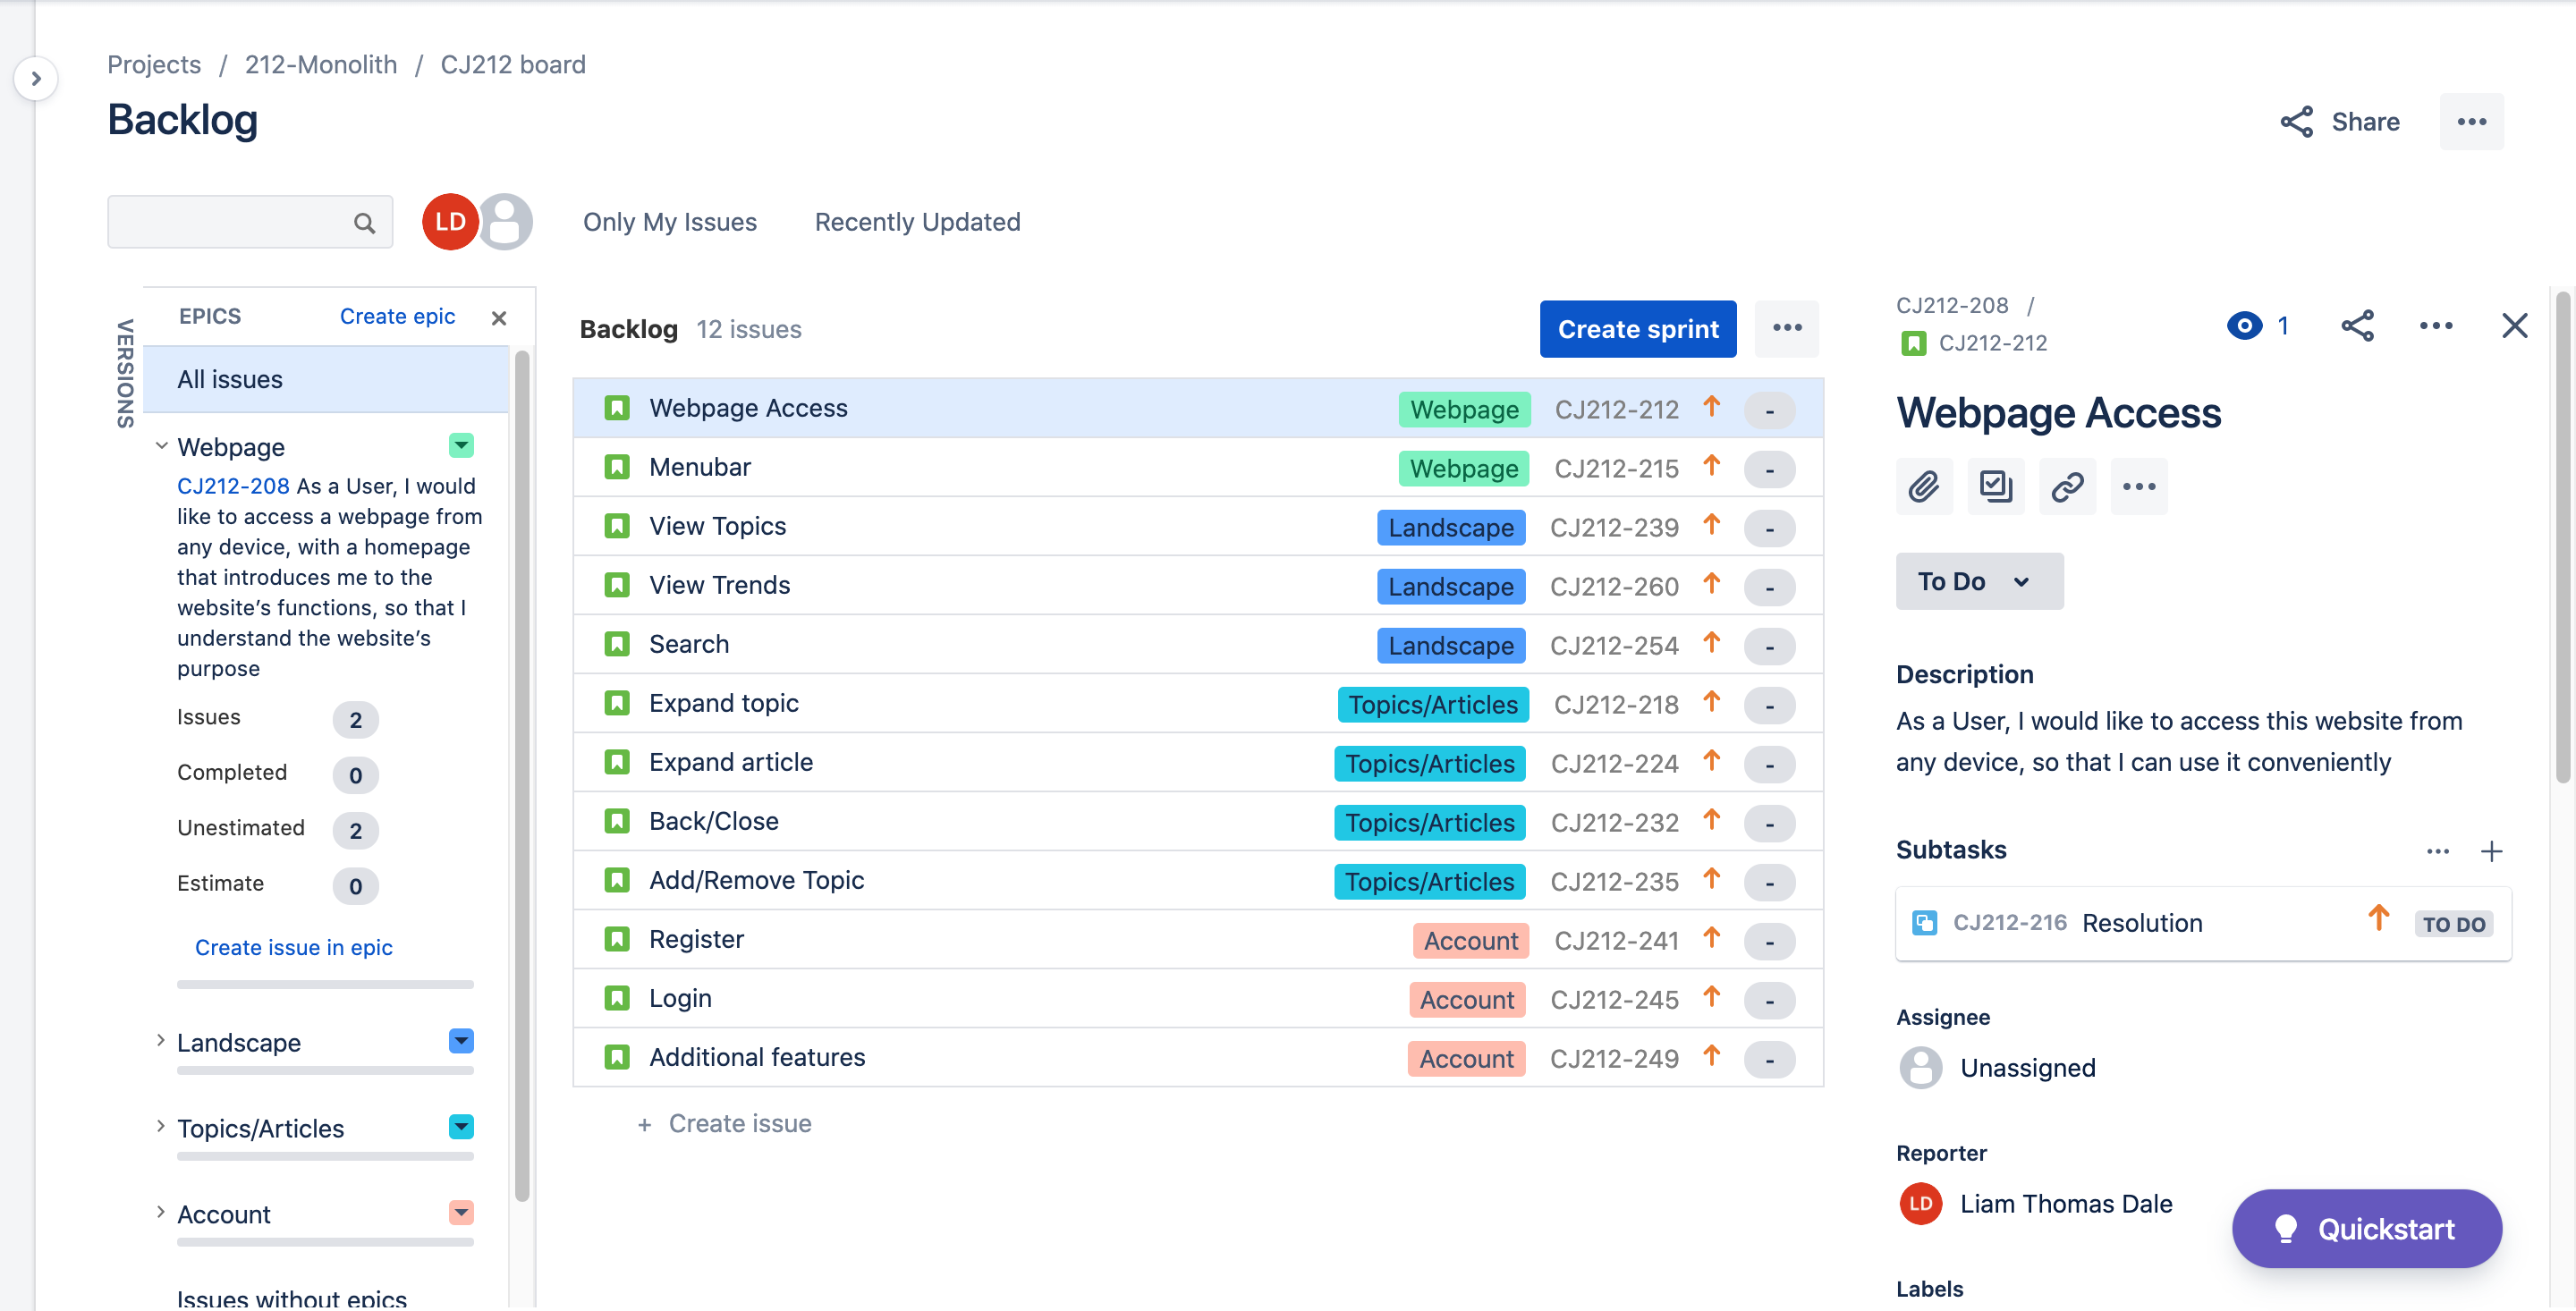 Projects / 212-Monolith / CJ212 board
Backlog
Share
LD
Only My Issues
Recently Updated
VERSIONS
EPICS
Create epic
All issues
Webpage
CJ212-208 As a User, I would
like to access a webpage from
any device, with a homepage
that introduces me to the
website’s functions, so that I
understand the website’s
purpose
Issues 2
Completed 0
Unestimated 2
Estimate 0
Create issue in epic
Landscape
Topics/Articles
Account
Issues without epics
Backlog 12 issues
Create sprint
Webpage Access Webpage CJ212-212 -
Menubar Webpage CJ212-215 -
View Topics Landscape CJ212-239 -
View Trends Landscape CJ212-260 -
Search Landscape CJ212-254 -
Expand topic Topics/Articles CJ212-218 -
Expand article Topics/Articles CJ212-224 -
Back/Close Topics/Articles CJ212-232 -
Add/Remove Topic Topics/Articles CJ212-235 -
Register Account CJ212-241 -
Login Account CJ212-245 -
Additional features Account CJ212-249 -
+ Create issue
CJ212-208 /
CJ212-212
1
Webpage Access
To Do
Description
As a User, I would like to access this website from
any device, so that I can use it conveniently
Subtasks
CJ212-216 Resolution TO DO
Assignee
Unassigned
Reporter
LD Liam Thomas Dale
Quickstart
Labels